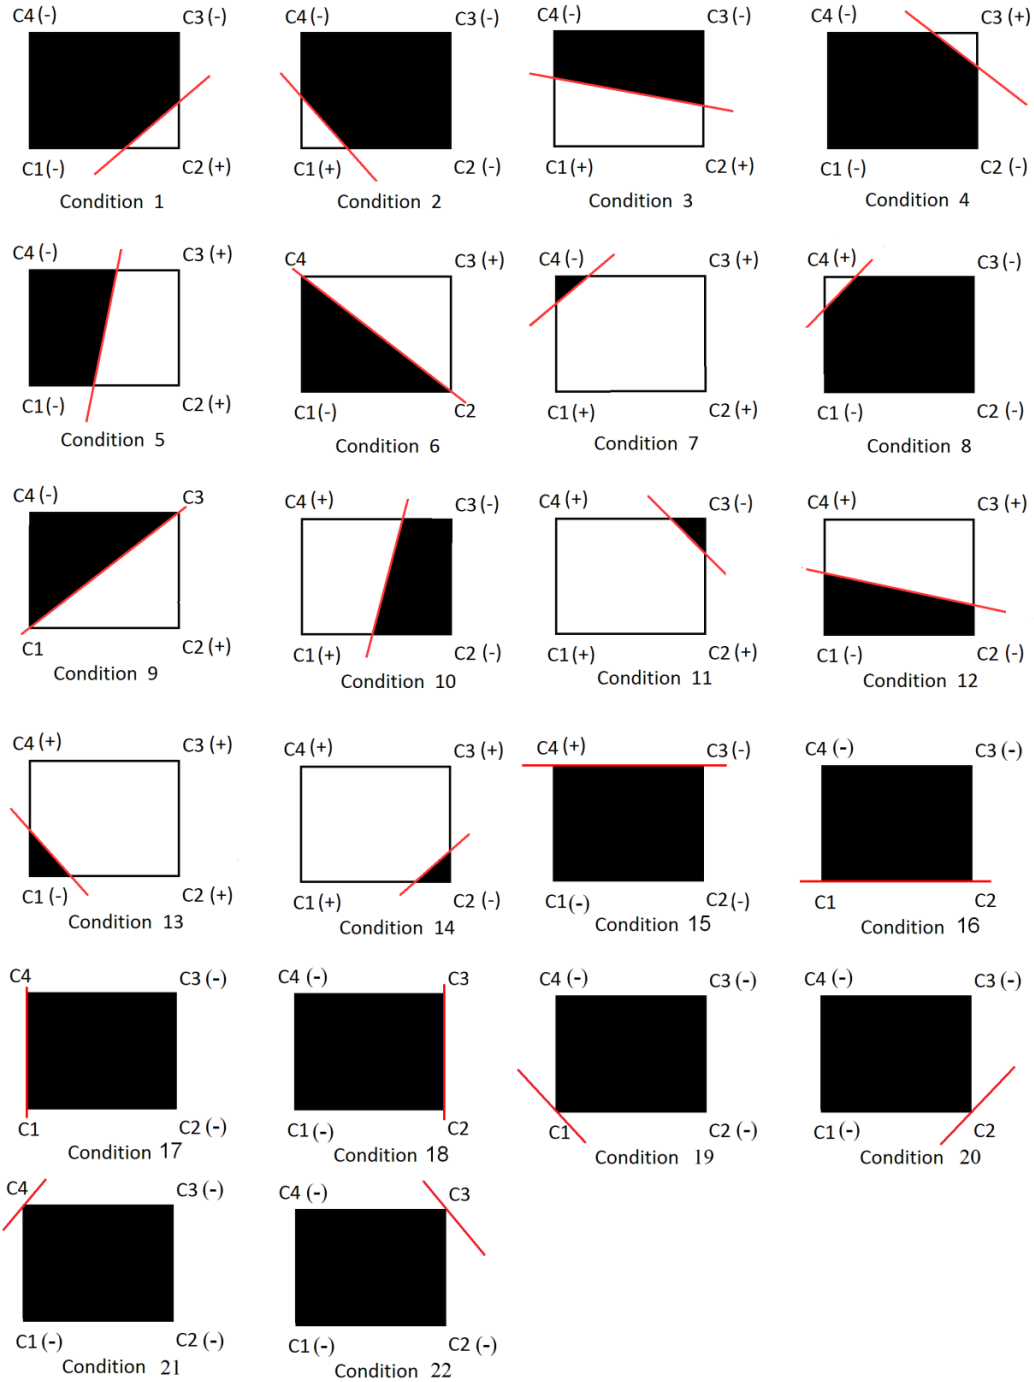 C4 (-) C3 (-) C4 (-) C3 (-) C4 (-) C3 (-) C4 (-) C3 (+)
C1 (-) C2 (+) C1 (+) C2 (-) C1 (+) C2 (+) C1 (-) C2 (-)
Condition 1 Condition 2 Condition 3 Condition 4
C4 (-) C3 (+) C4 C3 (+) C4 (-) C3 (+) C4 (+) C3 (-)
C1 (-) C2 (+) C1 (-) C2 C1 (+) C2 (+) C1 (-) C2 (-)
Condition 5 Condition 6 Condition 7 Condition 8
C4 (-) C3 C4 (+) C3 (-) C4 (+) C3 (-) C4 (+) C3 (+)
C1 C2 (+) C1 (+) C2 (-) C1 (+) C2 (+) C1 (-) C2 (-)
Condition 9 Condition 10 Condition 11 Condition 12
C4 (+) C3 (+) C4 (+) C3 (+) C4 (+) C3 (-) C4 (-) C3 (-)
C1 (-) C2 (+) C1 (+) C2 (-) C1 (-) C2 (-) C1 C2
Condition 13 Condition 14 Condition 15 Condition 16
C4 C3 (-) C4 (-) C3 C4 (-) C3 (-) C4 (-) C3 (-)
C1 C2 (-) C1 (-) C2 C1 C2 (-) C1 (-) C2
Condition 17 Condition 18 Condition 19 Condition 20
C4 C3 (-) C4 (-) C3
C1 (-) C2 (-) C1 (-) C2 (-)
Condition 21 Condition 22